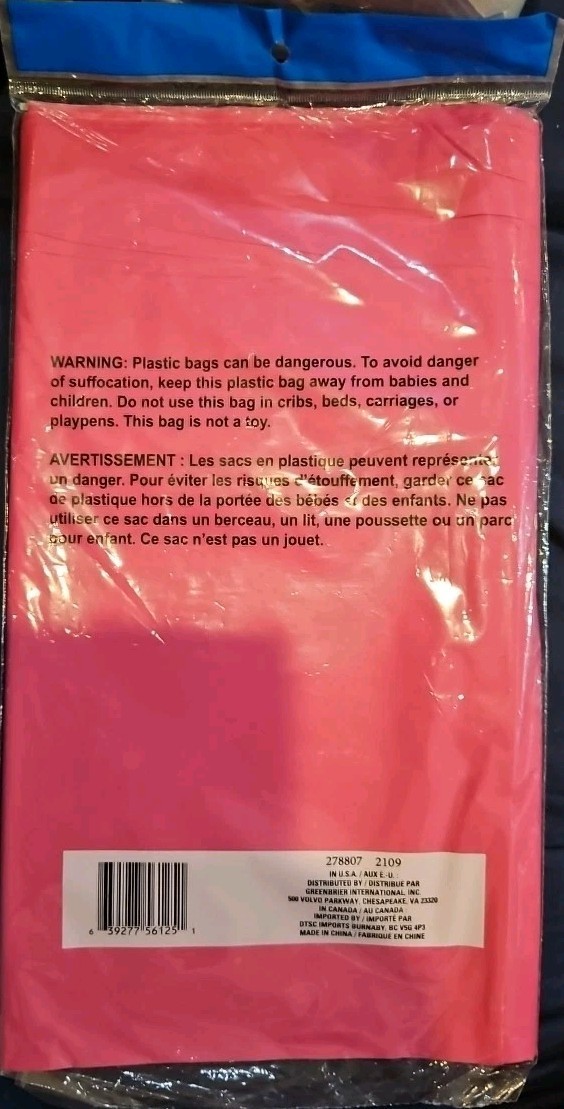 WARNING: Plastic bags can be dangerous. To avoid danger
of suffocation, keep this plastic bag away from babies and
children. Do not use this bag in cribs, beds, carriages, or
playpens. This bag is not a toy.
AVERTISSEMENT : Les sacs en plastique peuvent représenter
un danger. Pour éviter les risques d'étouffement, garder ce sac
de plastique hors de la portée des bébés et des enfants. Ne pas
utiliser ce sac dans un berceau, un lit, une poussette ou un parc
pour enfant. Ce sac n'est pas un jouet.
278807 2109
IN U.S.A. / AUX É.-U. :
DISTRIBUTED BY / DISTRIBUÉ PAR
GREENBRIER INTERNATIONAL, INC.
500 VOLVO PARKWAY, CHESAPEAKE, VA 23320
IN CANADA / AU CANADA
IMPORTED BY / IMPORTÉ PAR
DTSC IMPORTS BURNABY, BC V5G 4P3
MADE IN CHINA / FABRIQUÉ EN CHINE
6 39277 56125 1